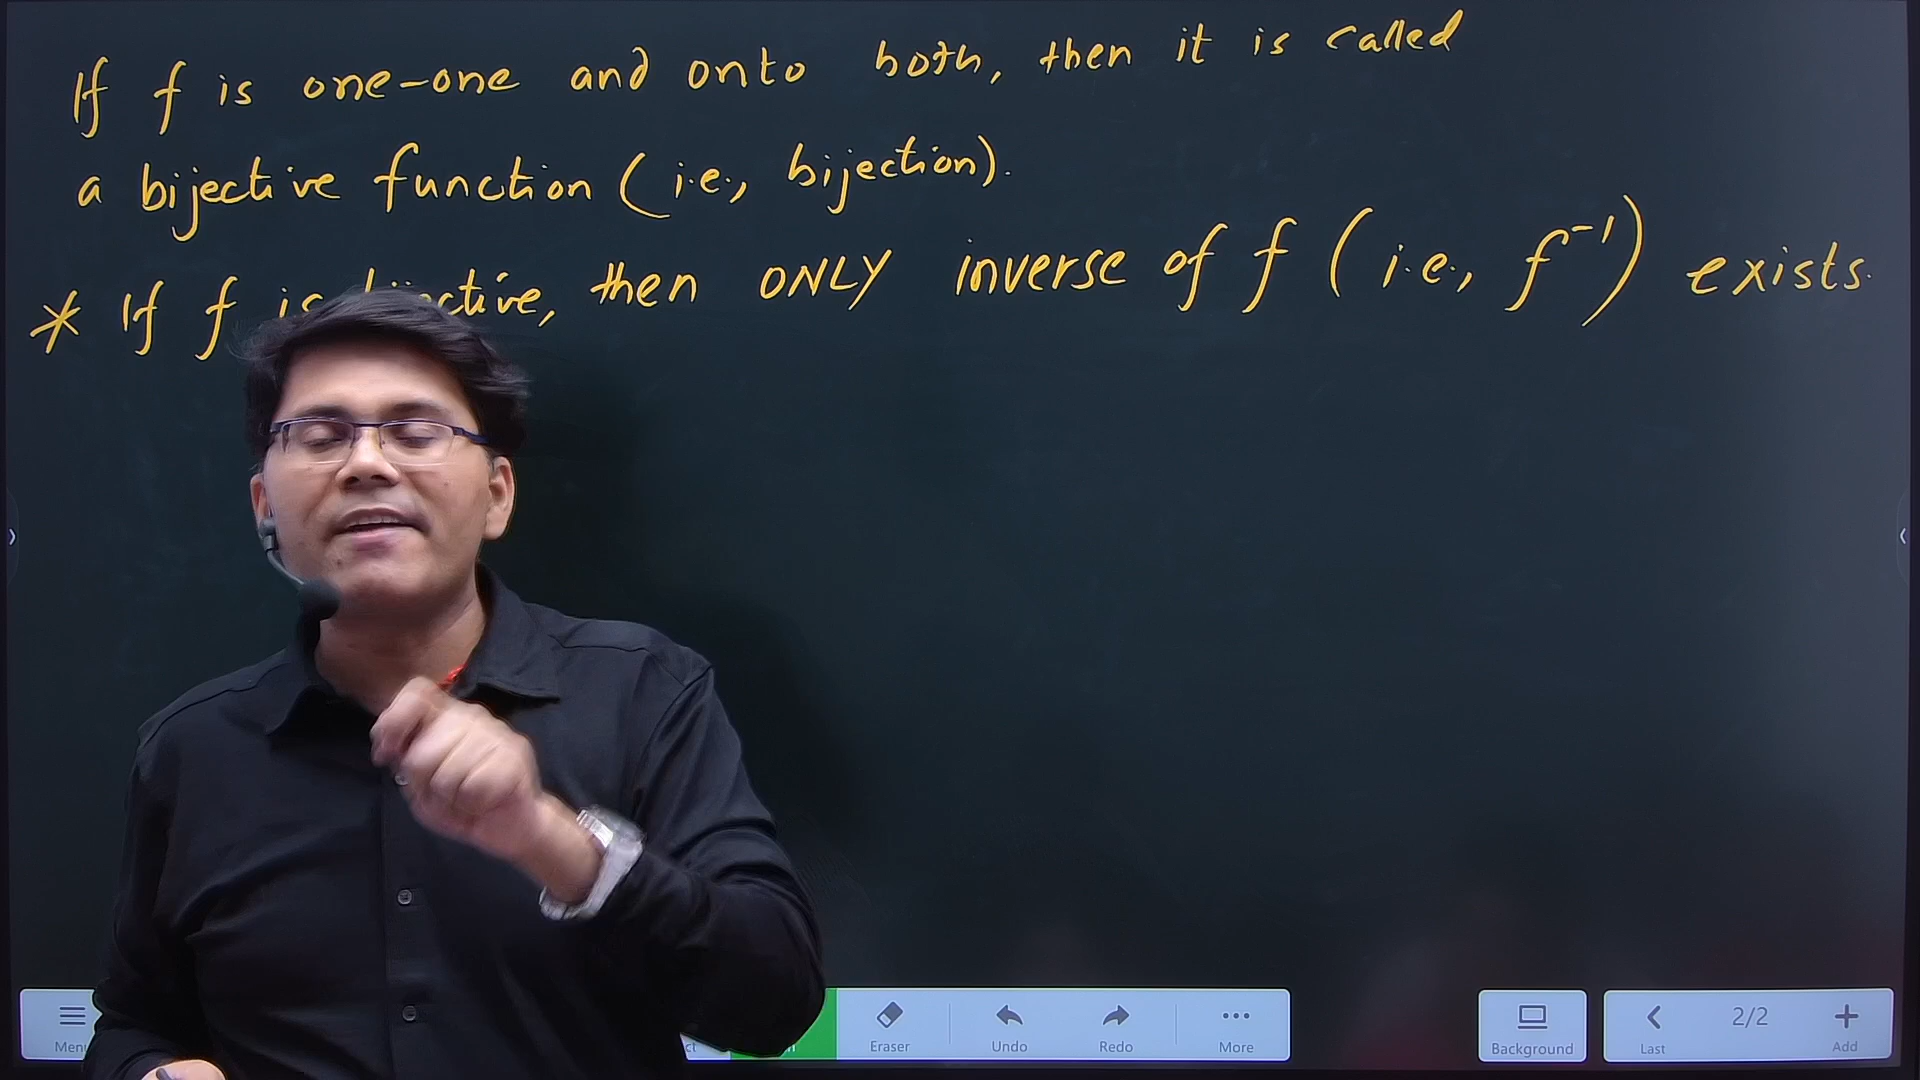 If f is one-one and onto both, then it is called
a bijective function (i.e., bijection).
* If f is bijective, then ONLY inverse of f (i.e., f⁻¹) exists.
Menu Eraser Undo Redo More Background Last 2/2 Add